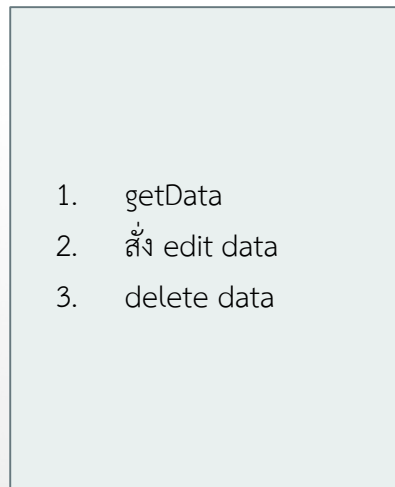 1. getData
2. สั่ง edit data
3. delete data